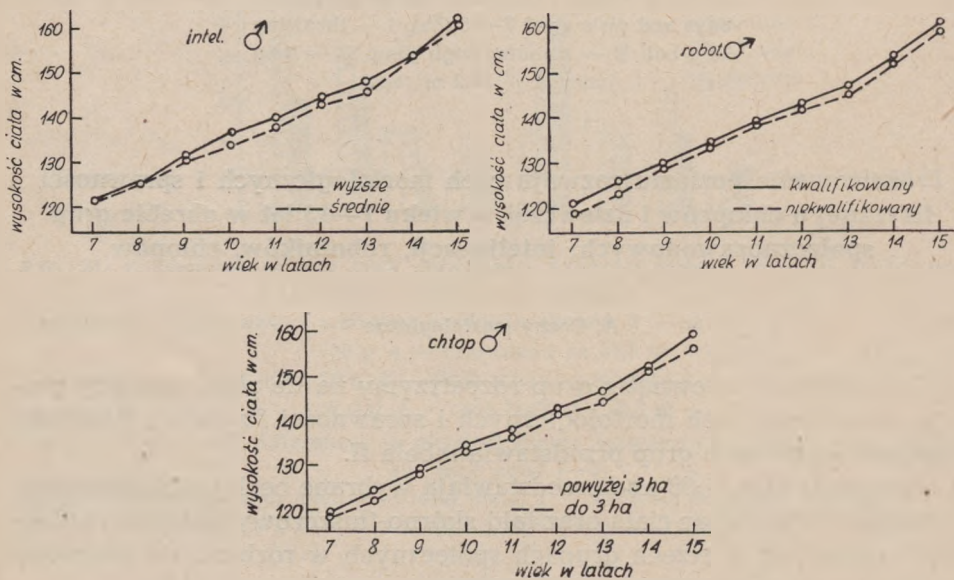 160
150
140
130
120
wysokość ciała w cm.
intel. ♂
wyższe
średnie
7 8 9 10 11 12 13 14 15
wiek w latach
160
150
140
130
120
wysokość ciała w cm.
robot. ♂
kwalifikowany
niekwalifikowany
7 8 9 10 11 12 13 14 15
wiek w latach
160
150
140
130
120
wysokość ciała w cm.
chłop ♂
powyżej 3 ha
do 3 ha
7 8 9 10 11 12 13 14 15
wiek w latach